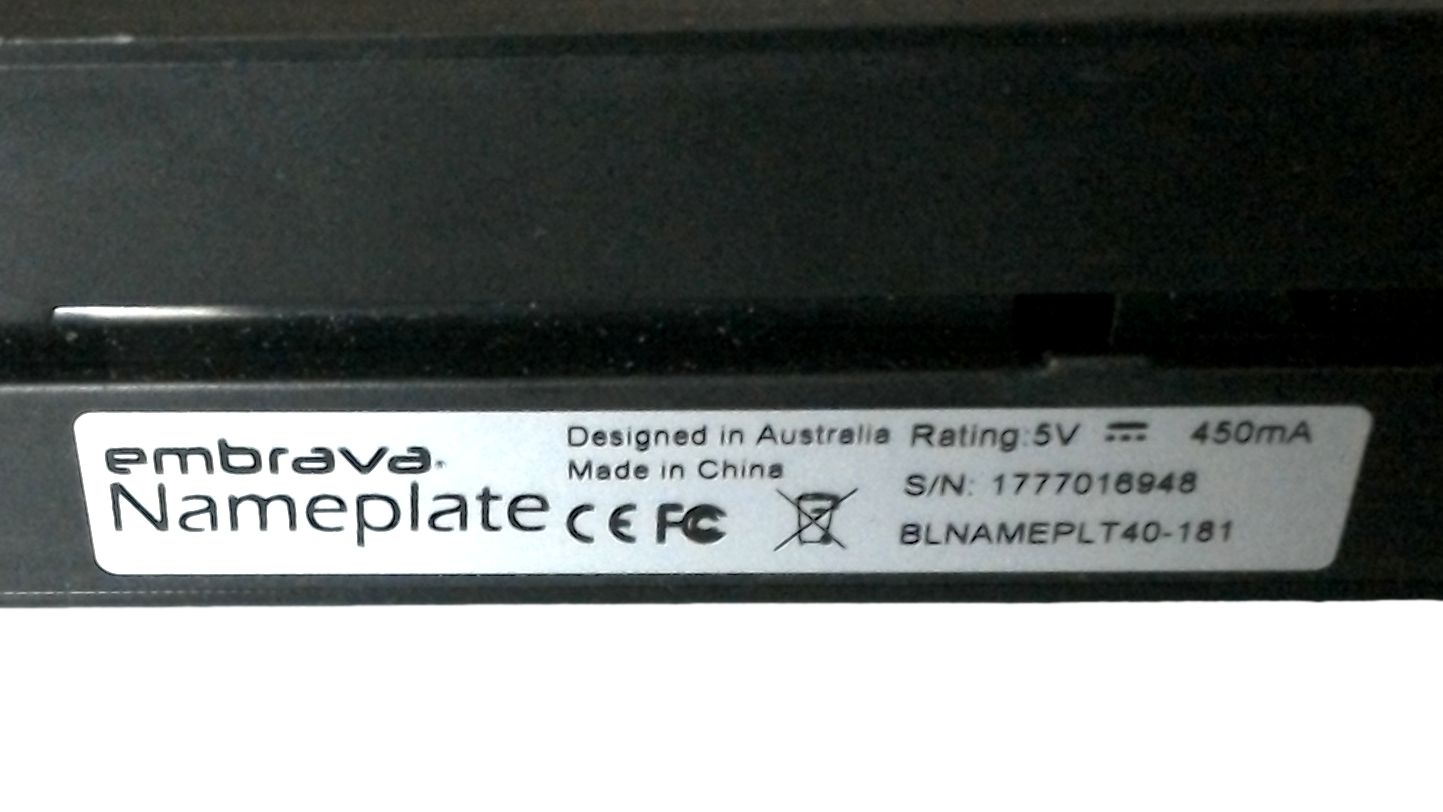 embrava
Nameplate
Designed in Australia
Made in China
CE FC
Rating:5V ⎓ 450mA
S/N: 1777016948
BLNAMEPLT40-181